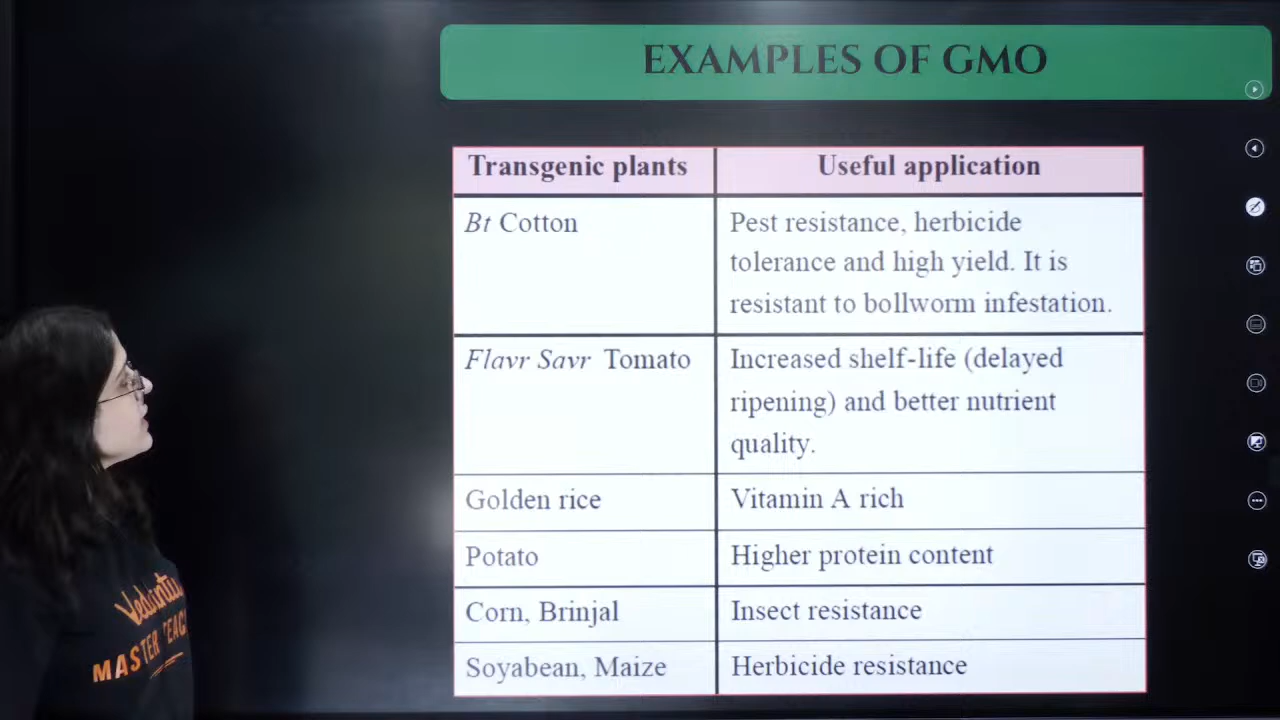 EXAMPLES OF GMO
Transgenic plants
Useful application
Bt Cotton
Pest resistance, herbicide
tolerance and high yield. It is
resistant to bollworm infestation.
Flavr Savr Tomato
Increased shelf-life (delayed
ripening) and better nutrient
quality.
Golden rice
Vitamin A rich
Potato
Higher protein content
Corn, Brinjal
Insect resistance
Soyabean, Maize
Herbicide resistance
Vedantu
MASTER